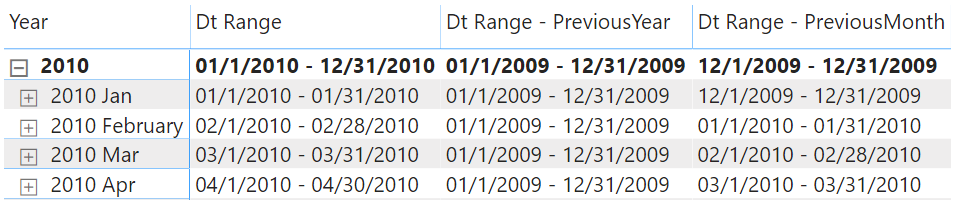 Year Dt Range Dt Range - PreviousYear Dt Range - PreviousMonth
2010 01/1/2010 - 12/31/2010 01/1/2009 - 12/31/2009 12/1/2009 - 12/31/2009
2010 Jan 01/1/2010 - 01/31/2010 01/1/2009 - 12/31/2009 12/1/2009 - 12/31/2009
2010 February 02/1/2010 - 02/28/2010 01/1/2009 - 12/31/2009 01/1/2010 - 01/31/2010
2010 Mar 03/1/2010 - 03/31/2010 01/1/2009 - 12/31/2009 02/1/2010 - 02/28/2010
2010 Apr 04/1/2010 - 04/30/2010 01/1/2009 - 12/31/2009 03/1/2010 - 03/31/2010